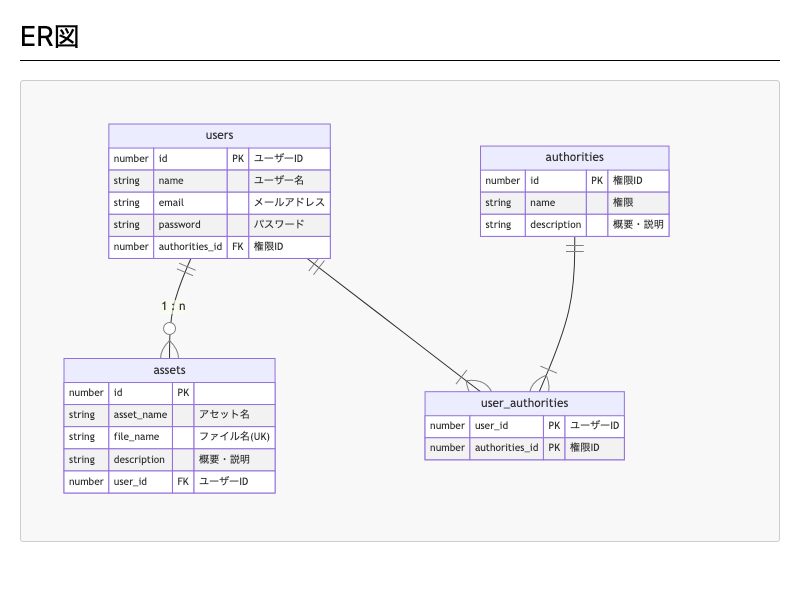 ER図
users
number id PK ユーザーID
string name ユーザー名
string email メールアドレス
string password パスワード
number authorities_id FK 権限ID
authorities
number id PK 権限ID
string name 権限
string description 概要・説明
1 : n
assets
number id PK
string asset_name アセット名
string file_name ファイル名(UK)
string description 概要・説明
number user_id FK ユーザーID
user_authorities
number user_id PK ユーザーID
number authorities_id PK 権限ID